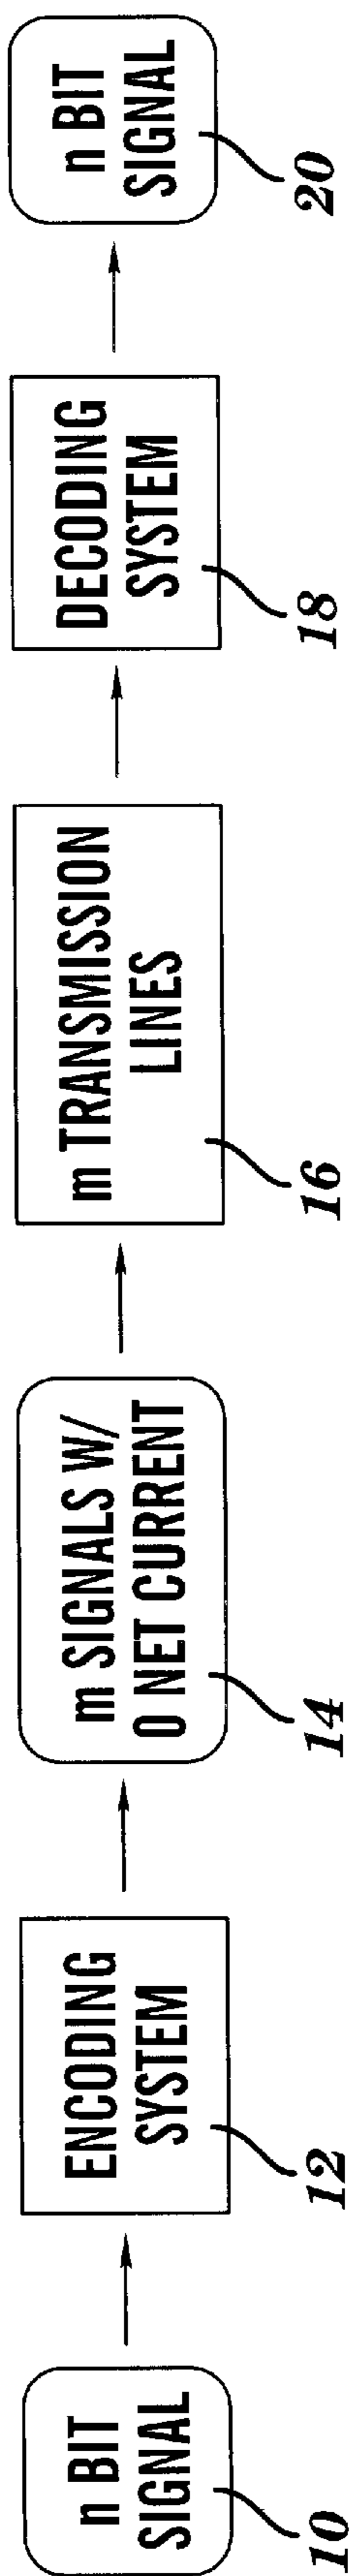 n BIT
SIGNAL
10
ENCODING
SYSTEM
12
m SIGNALS W/
0 NET CURRENT
14
m TRANSMISSION
LINES
16
DECODING
SYSTEM
18
n BIT
SIGNAL
20